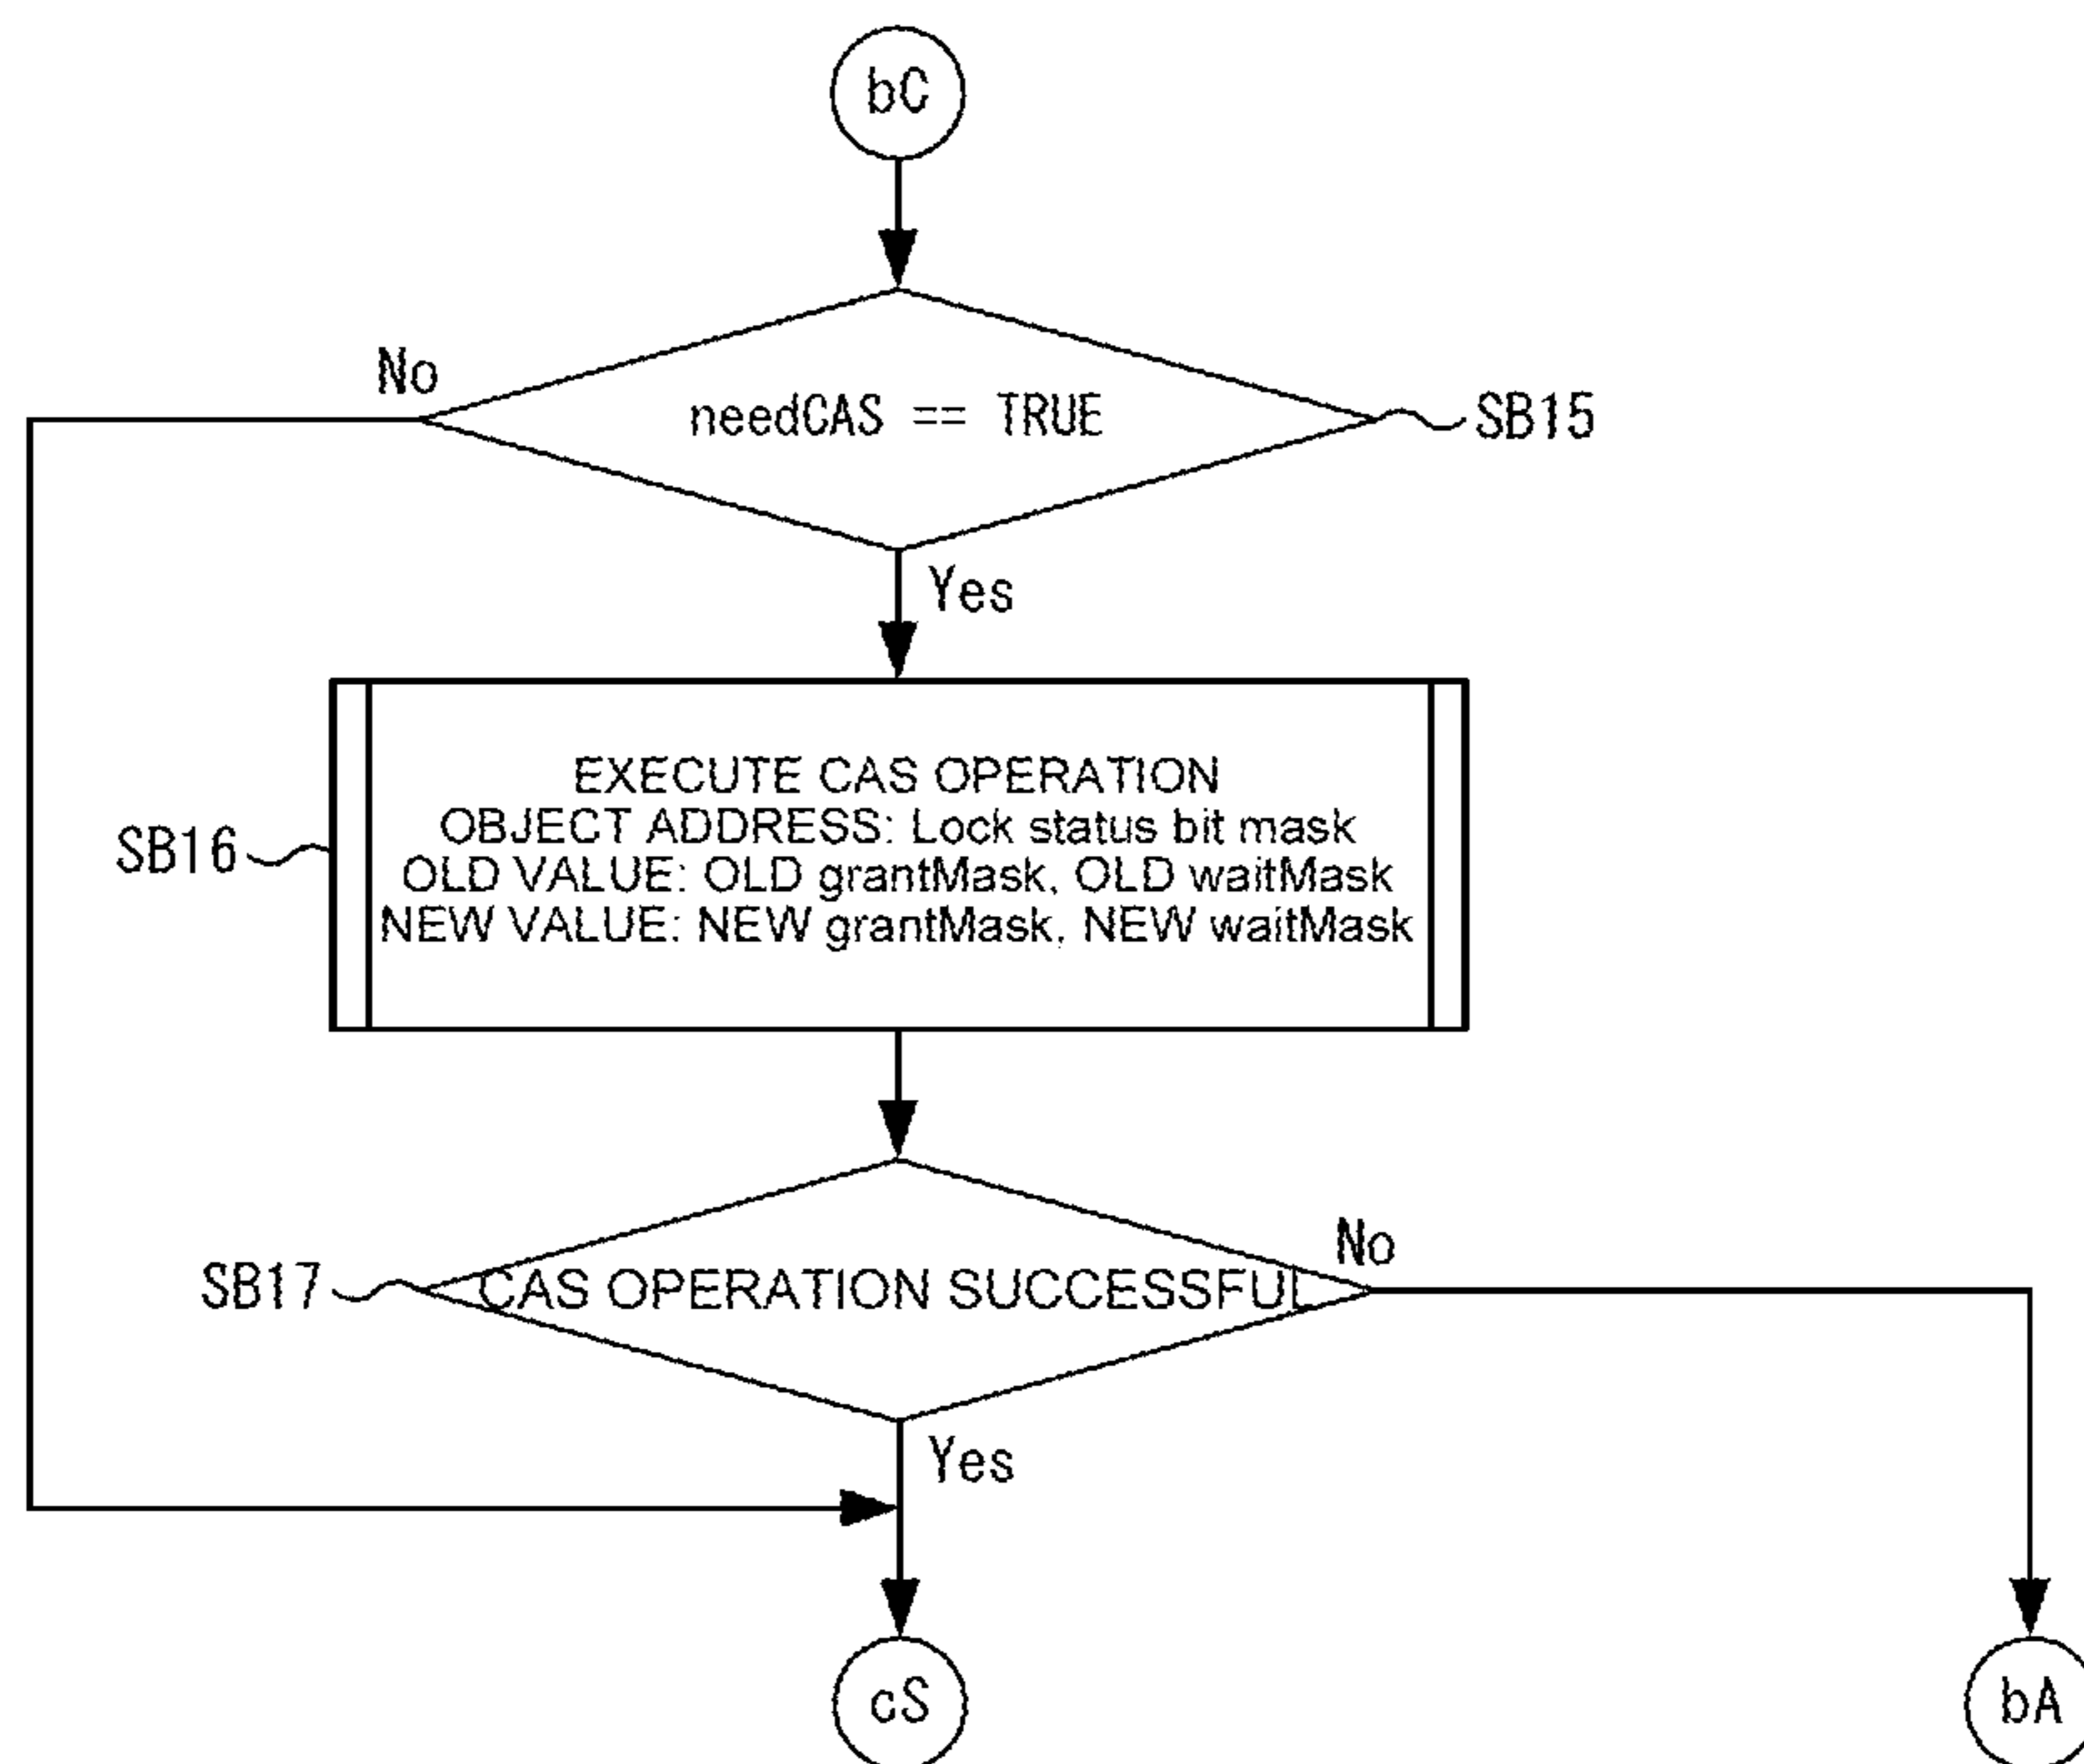 bC
No
needCAS == TRUE
SB15
Yes
EXECUTE CAS OPERATION
OBJECT ADDRESS: Lock status bit mask
SB16
OLD VALUE: OLD grantMask, OLD waitMask
NEW VALUE: NEW grantMask, NEW waitMask
No
SB17
CAS OPERATION SUCCESSFUL
Yes
cS
bA